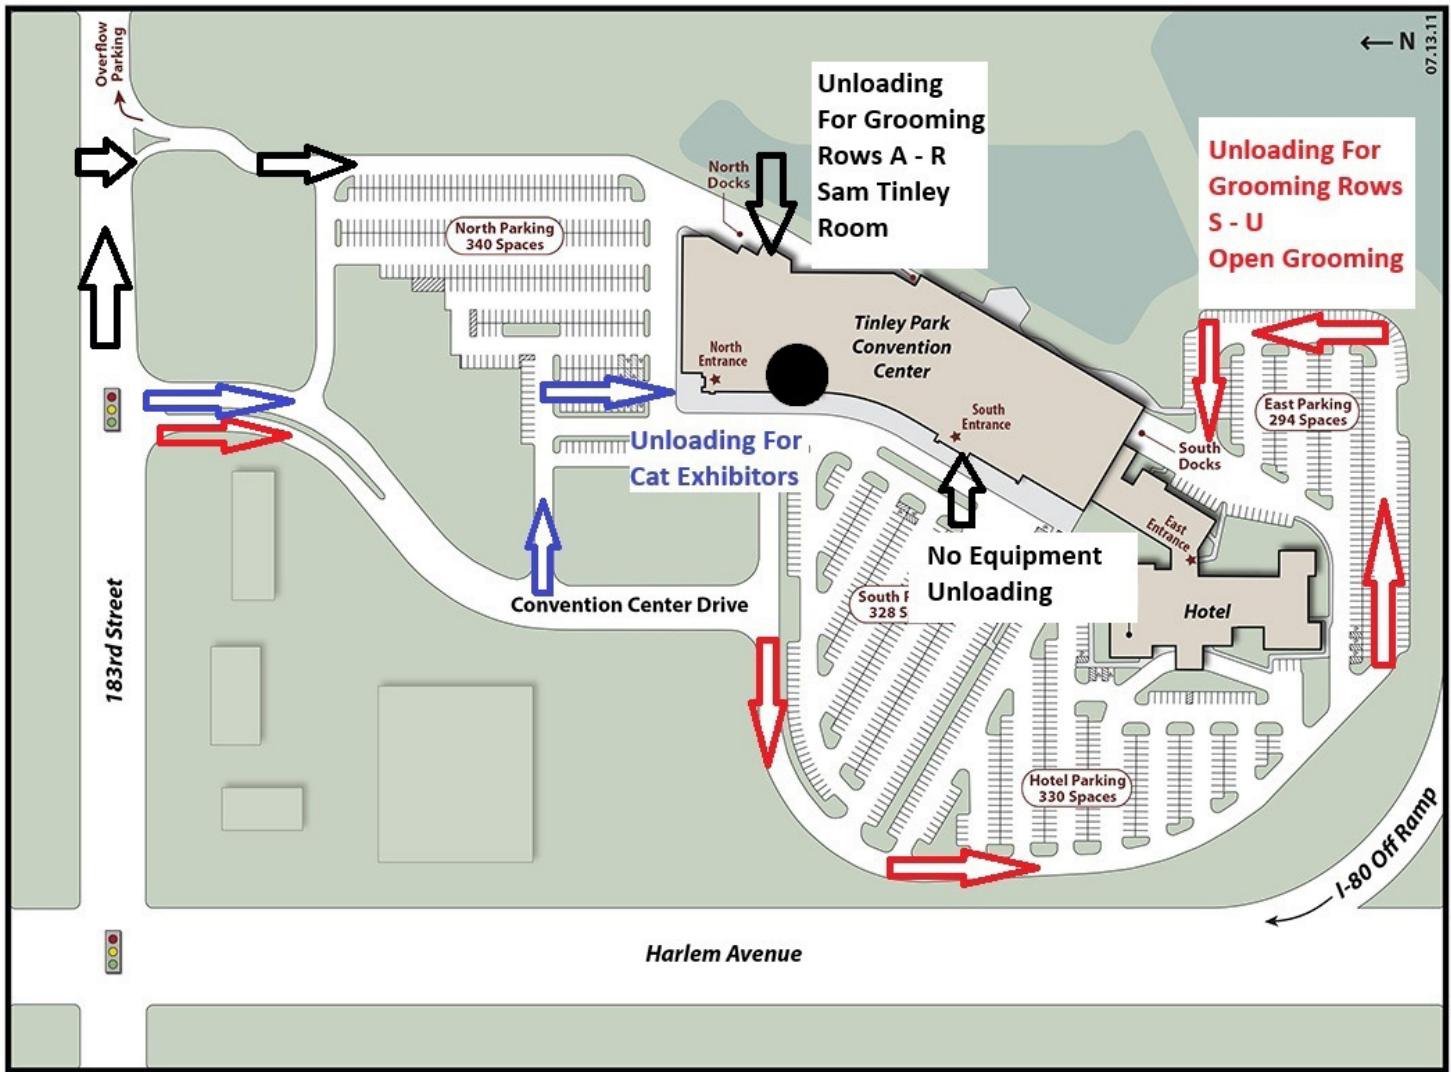 Overflow
Parking
N
07.13.11
Unloading
For Grooming
Rows A - R
Sam Tinley
Room
Unloading For
Grooming Rows
S - U
Open Grooming
North
Docks
North Parking
340 Spaces
Tinley Park
Convention
Center
North
Entrance
South
Entrance
East Parking
294 Spaces
South
Docks
Unloading For
Cat Exhibitors
East
Entrance
No Equipment
Unloading
South
328
Hotel
Convention Center Drive
183rd Street
Hotel Parking
330 Spaces
I-80 Off Ramp
Harlem Avenue